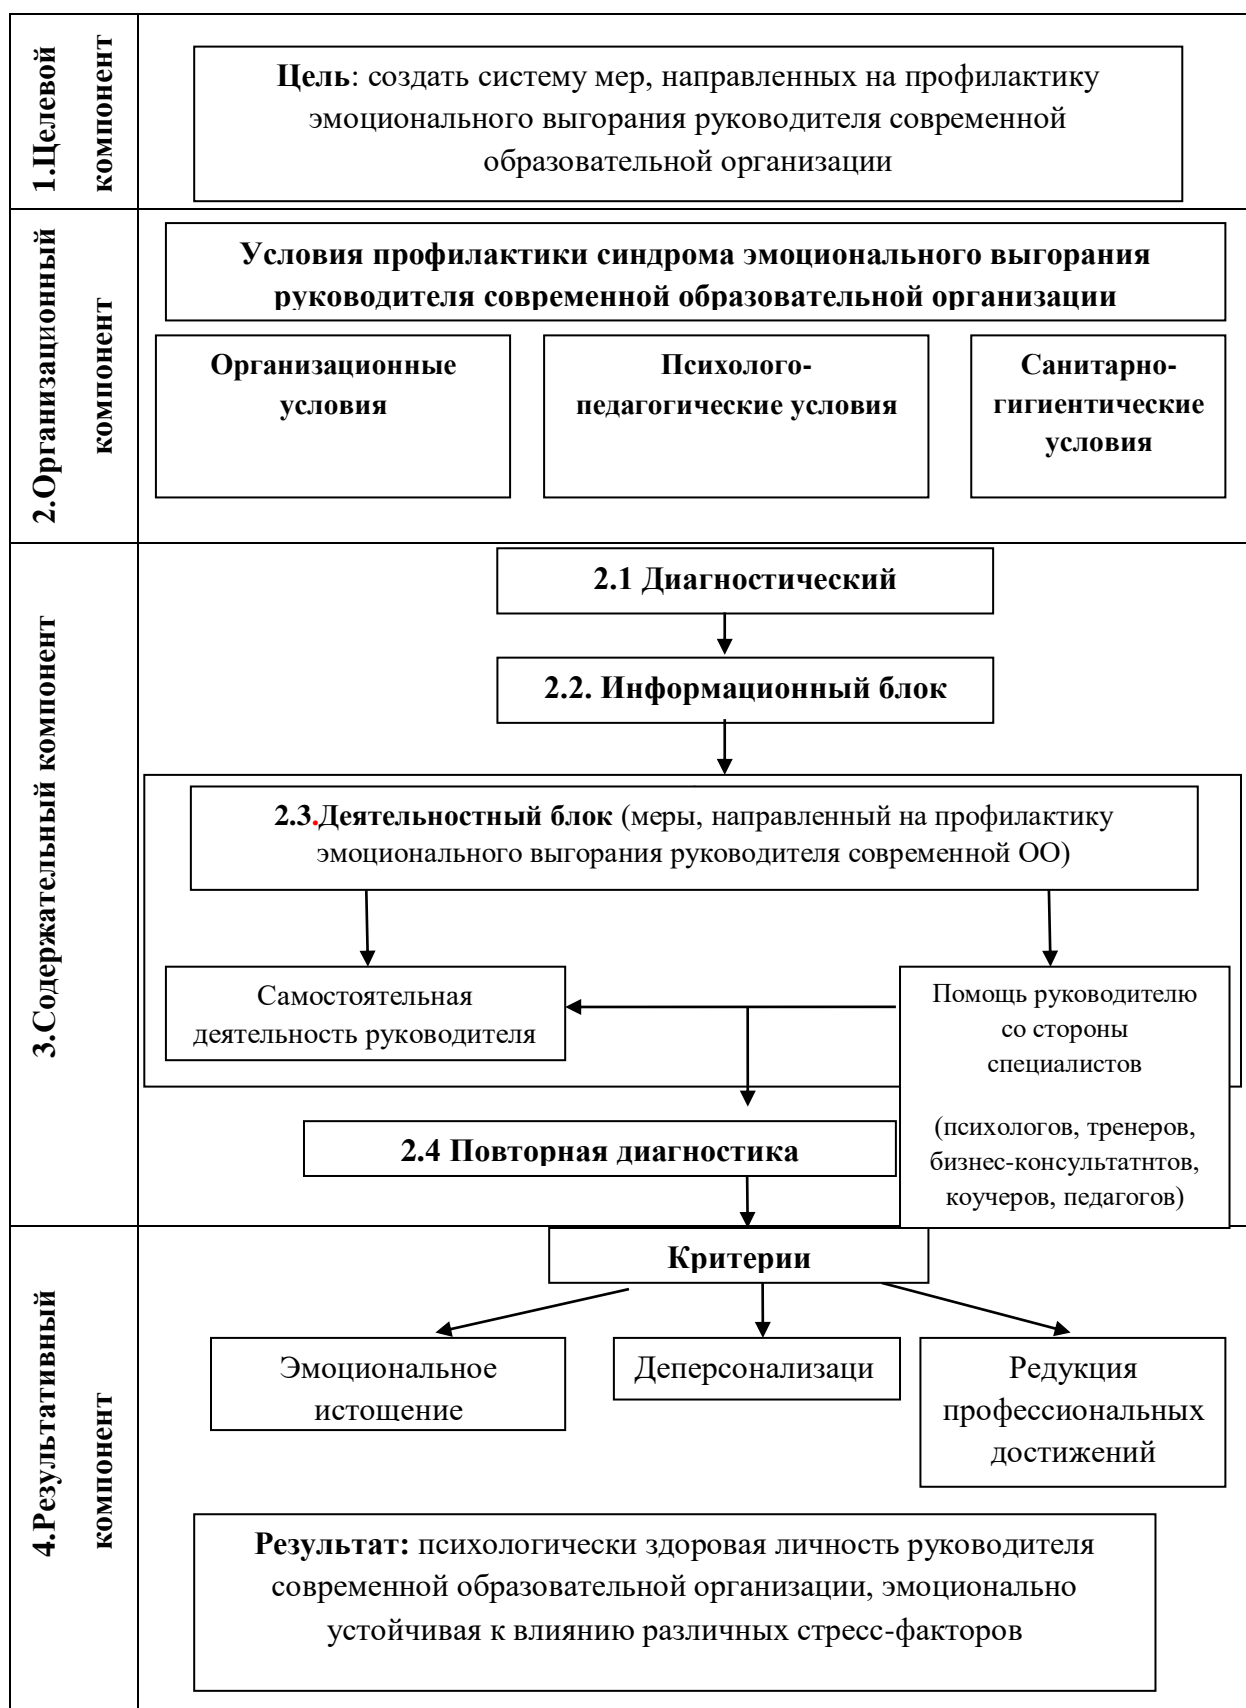 1.Целевой
компонент
Цель: создать систему мер, направленных на профилактику
эмоционального выгорания руководителя современной
образовательной организации
2.Организационный
компонент
Условия профилактики синдрома эмоционального выгорания
руководителя современной образовательной организации
Организационные
условия
Психолого-
педагогические условия
Санитарно-
гигиентические
условия
3.Содержательный компонент
2.1 Диагностический
2.2. Информационный блок
2.3.Деятельностный блок (меры, направленный на профилактику
эмоционального выгорания руководителя современной ОО)
Самостоятельная
деятельность руководителя
Помощь руководителю
со стороны
специалистов
(психологов, тренеров,
бизнес-консультатнтов,
коучеров, педагогов)
2.4 Повторная диагностика
4.Результативный
компонент
Критерии
Эмоциональное
истощение
Деперсонализаци
Редукция
профессиональных
достижений
Результат: психологически здоровая личность руководителя
современной образовательной организации, эмоционально
устойчивая к влиянию различных стресс-факторов